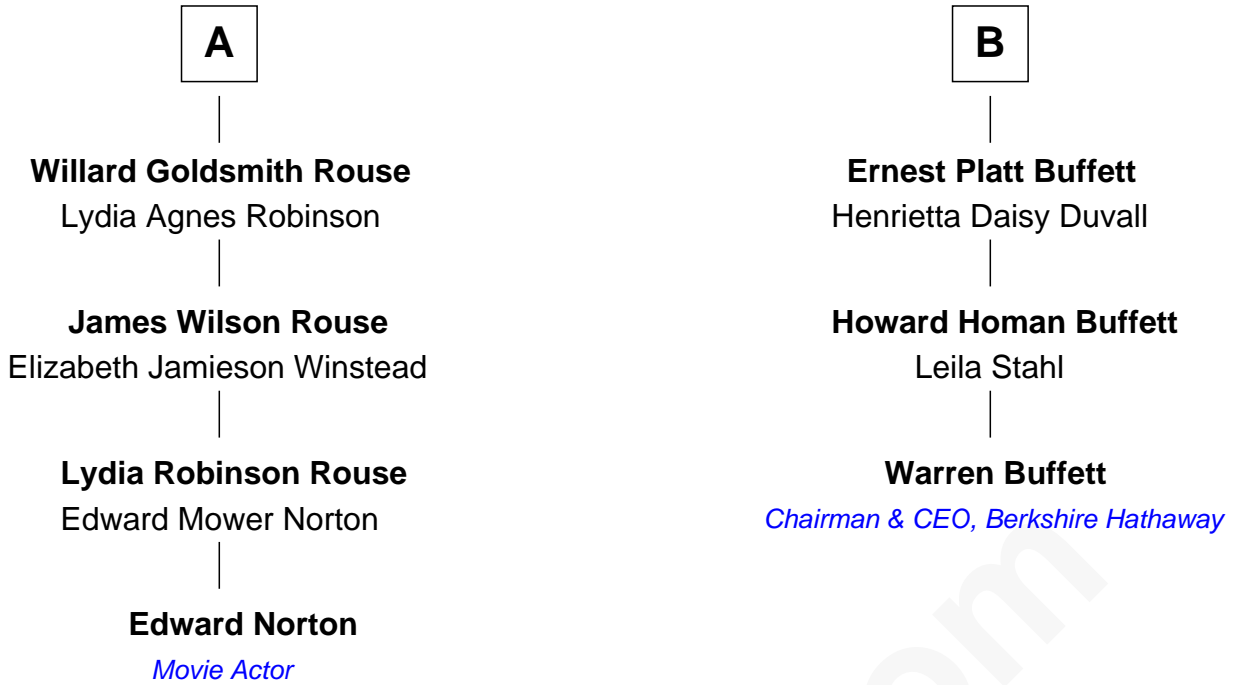 A
Willard Goldsmith Rouse
Lydia Agnes Robinson
James Wilson Rouse
Elizabeth Jamieson Winstead
Lydia Robinson Rouse
Edward Mower Norton
Edward Norton
Movie Actor
B
Ernest Platt Buffett
Henrietta Daisy Duvall
Howard Homan Buffett
Leila Stahl
Warren Buffett
Chairman & CEO, Berkshire Hathaway
om